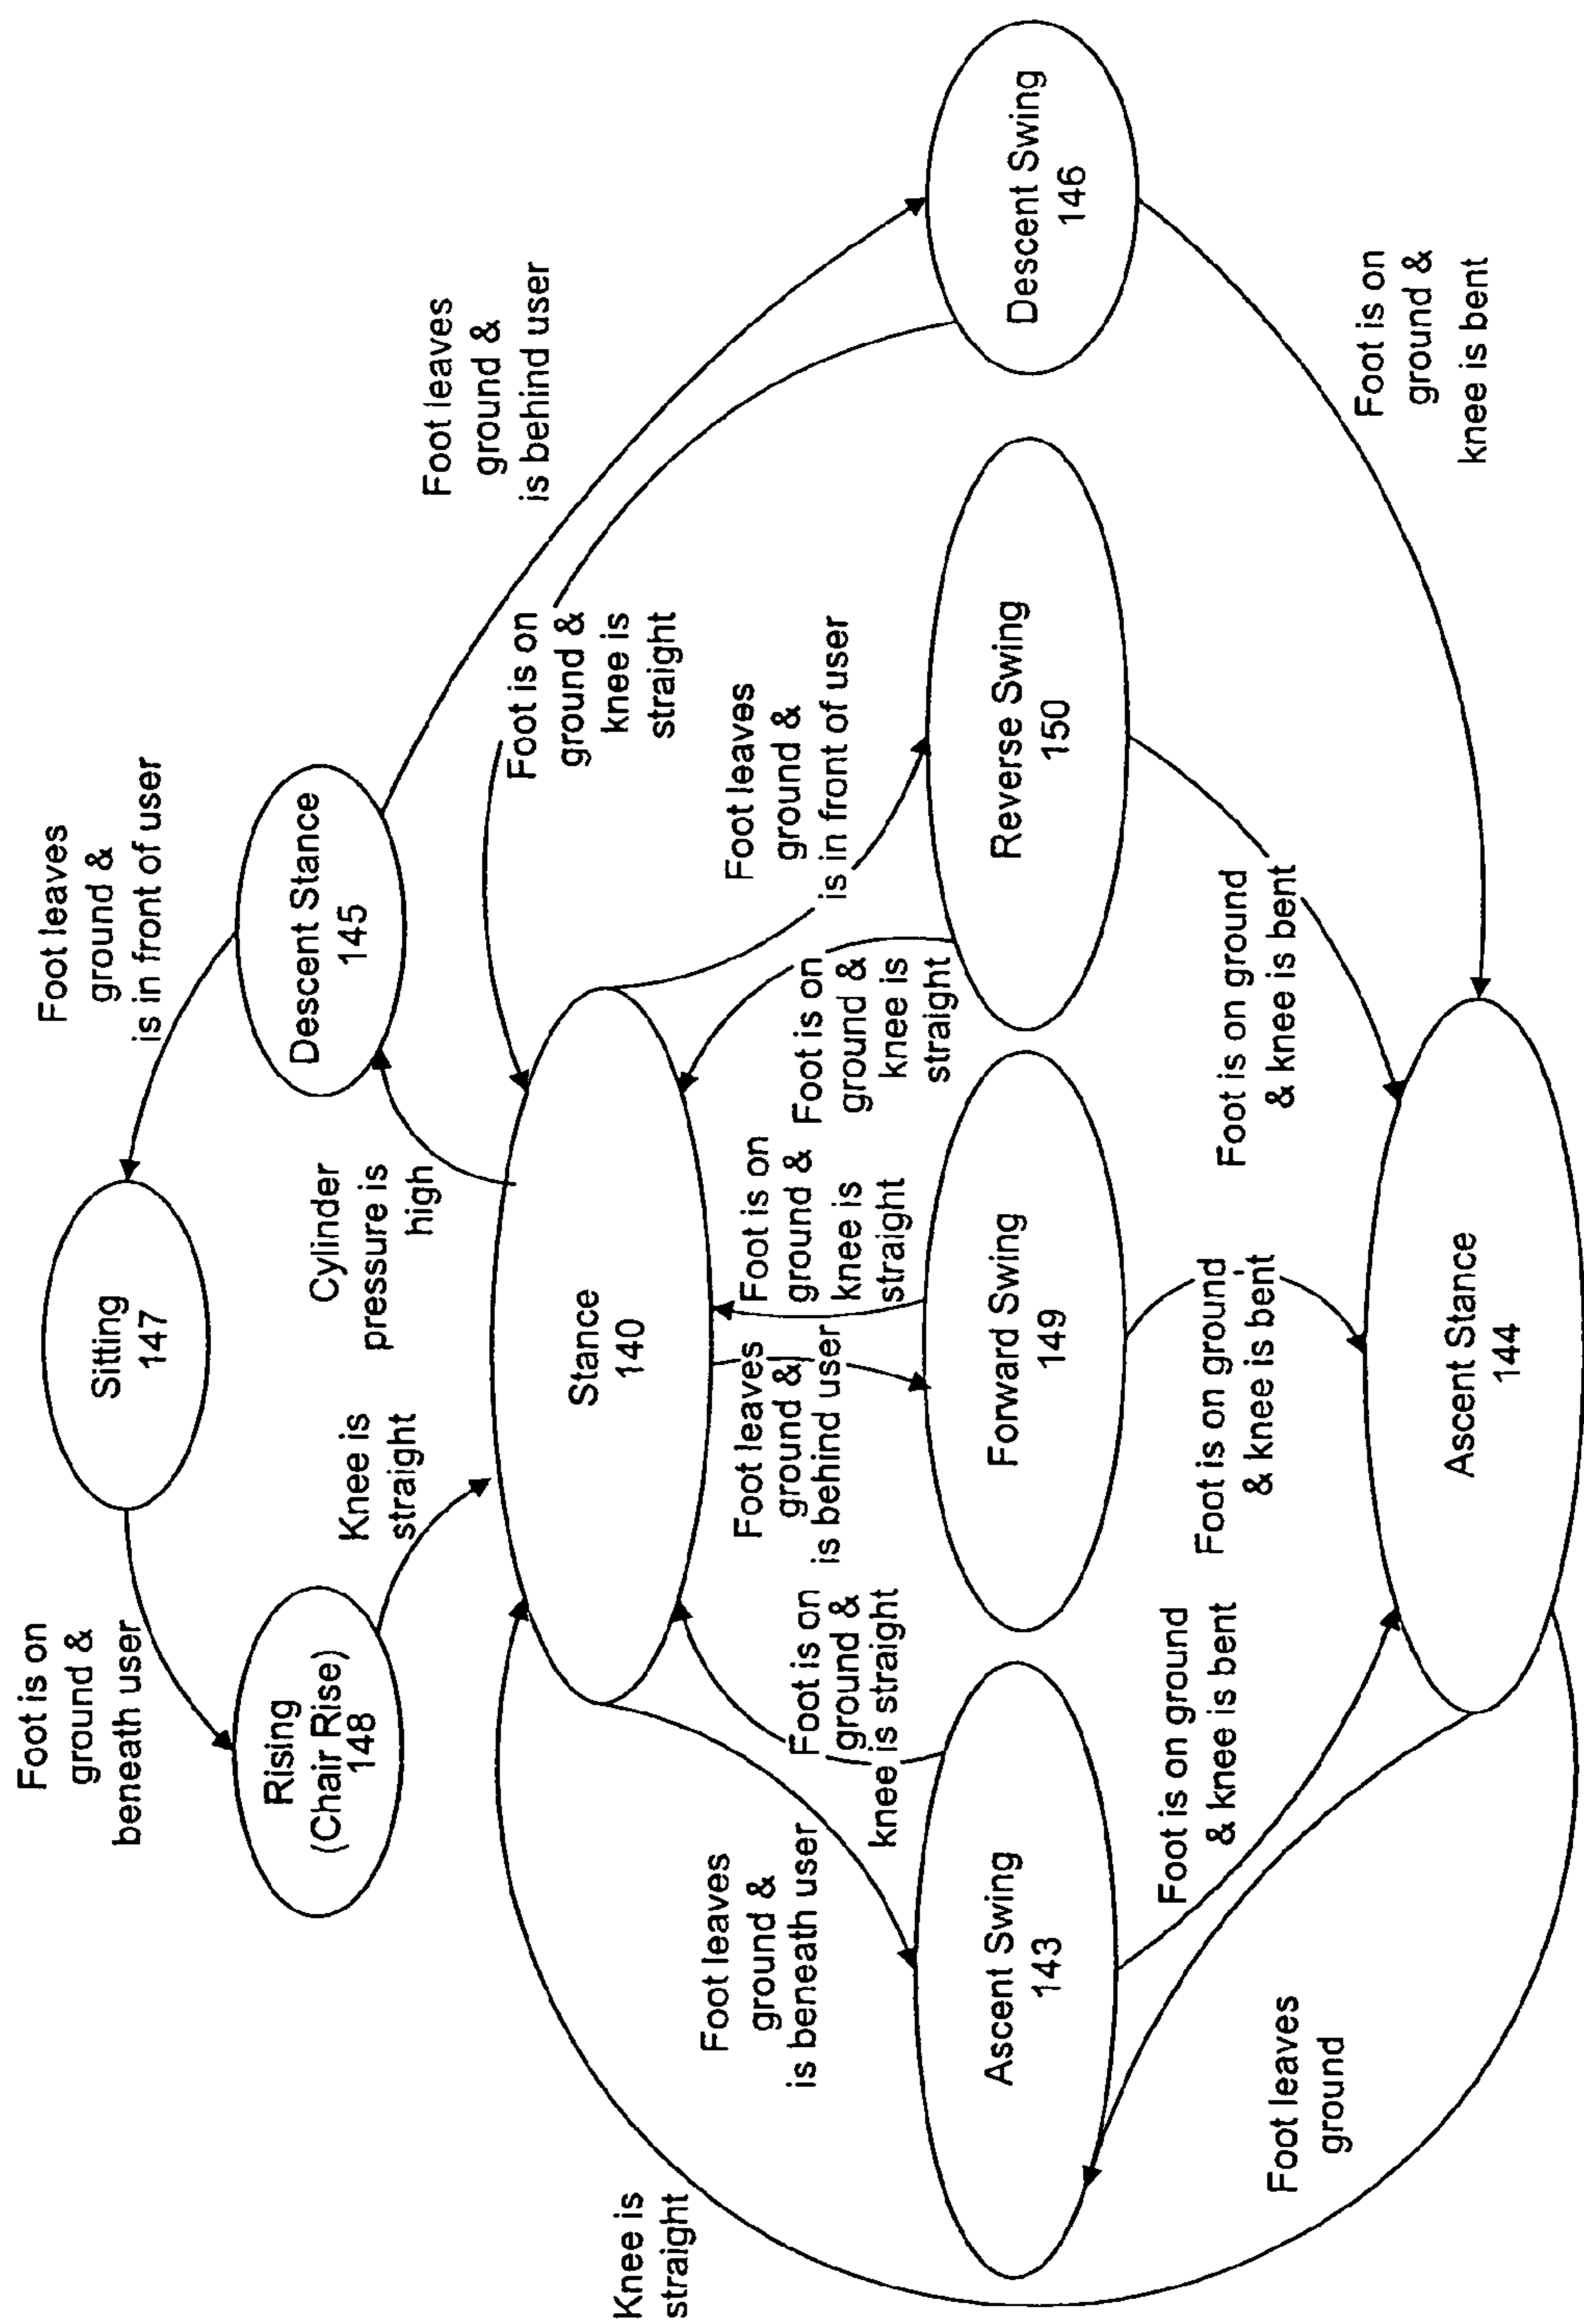 Foot is on
ground &
beneath user
Sitting
147
Foot leaves
ground &
is in front of user
Rising
(Chair Rise)
148
Knee is
straight
Cylinder
pressure is
high
Descent Stance
145
Foot leaves
ground &
is behind user
Knee is
straight
Stance
140
Foot is on
ground &
knee is
straight
Foot leaves
ground &
is beneath user
Foot is on
ground &
knee is straight
Foot leaves
ground &
is behind user
Foot is on
ground &
knee is
straight
Foot is on
ground &
knee is
straight
Foot leaves
ground &
is in front of user
Ascent Swing
143
Forward Swing
149
Reverse Swing
150
Descent Swing
146
Foot is on ground
& knee is bent
Foot is on ground
& knee is bent
Foot is on ground
& knee is bent
Foot is on
ground &
knee is bent
Foot leaves
ground
Ascent Stance
144